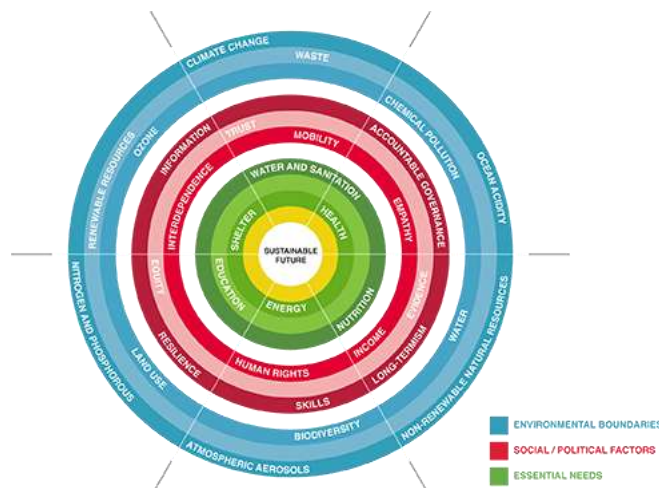 CLIMATE CHANGE
WASTE
OZONE
RENEWABLE RESOURCES
CHEMICAL POLLUTION
OCEAN ACIDITY
INFORMATION
TRUST
MOBILITY
ACCOUNTABLE GOVERNANCE
INTERDEPENDENCE
EMPATHY
WATER AND SANITATION
SHELTER
HEALTH
SUSTAINABLE
FUTURE
EDUCATION
ENERGY
NUTRITION
EQUITY
EVIDENCE
RESILIENCE
HUMAN RIGHTS
INCOME
LONG-TERMISM
SKILLS
NITROGEN AND PHOSPHOROUS
LAND USE
WATER
NON-RENEWABLE NATURAL RESOURCES
BIODIVERSITY
ATMOSPHERIC AEROSOLS
ENVIRONMENTAL BOUNDARIES
SOCIAL / POLITICAL FACTORS
ESSENTIAL NEEDS